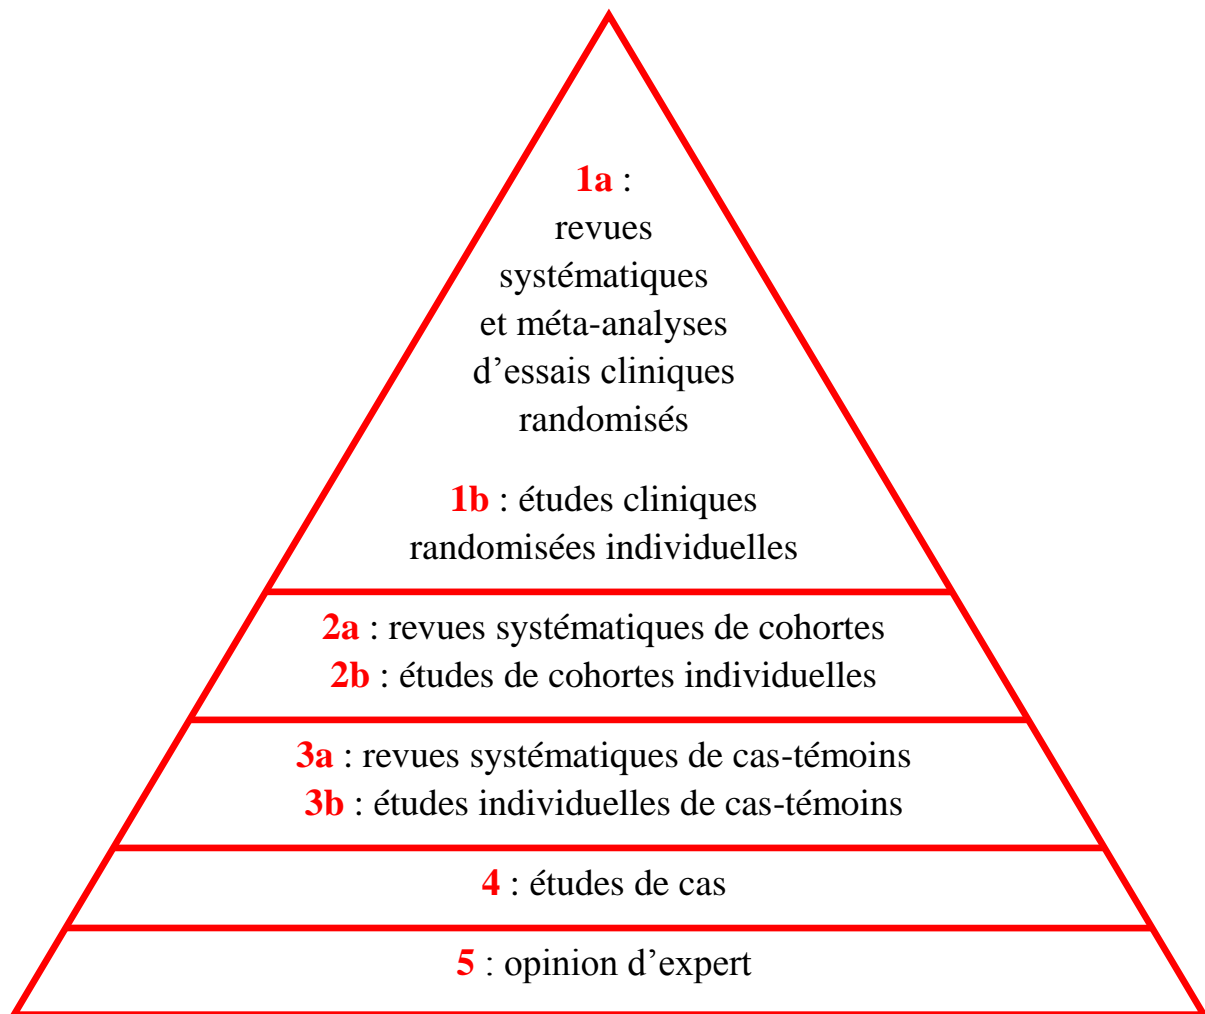 1a :
revues
systématiques
et méta-analyses
d’essais cliniques
randomisés
1b : études cliniques
randomisées individuelles
2a : revues systématiques de cohortes
2b : études de cohortes individuelles
3a : revues systématiques de cas-témoins
3b : études individuelles de cas-témoins
4 : études de cas
5 : opinion d’expert